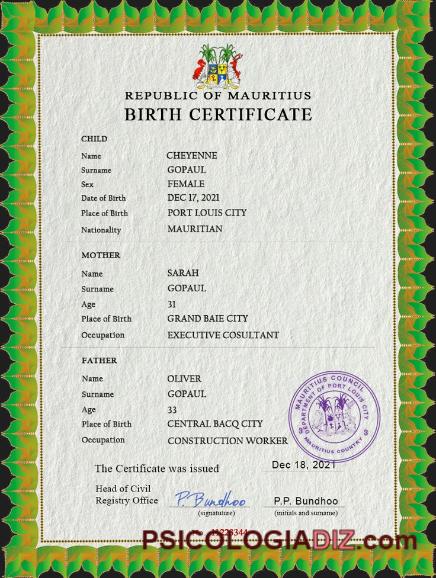 REPUBLIC OF MAURITIUS
BIRTH CERTIFICATE
CHILD
Name CHEYENNE
Surname GOPAUL
Sex FEMALE
Date of Birth DEC 17, 2021
Place of Birth PORT LOUIS CITY
Nationality MAURITIAN
MOTHER
Name SARAH
Surname GOPAUL
Age 31
Place of Birth GRAND BAIE CITY
Occupation EXECUTIVE COSULTANT
FATHER
Name OLIVER
Surname GOPAUL
Age 33
Place of Birth CENTRAL BACQ CITY
Occupation CONSTRUCTION WORKER
MAURITIUS COUNCIL
DEPARTMENT OF PORT LOUIS CITY
MAURITIUS COUNTRY
The Certificate was issued Dec 18, 2021
Head of Civil
Registry Office P. Bundhoo P.P. Bundhoo
(signature) (initials and surname)
PSICOLOGIADIZ.com